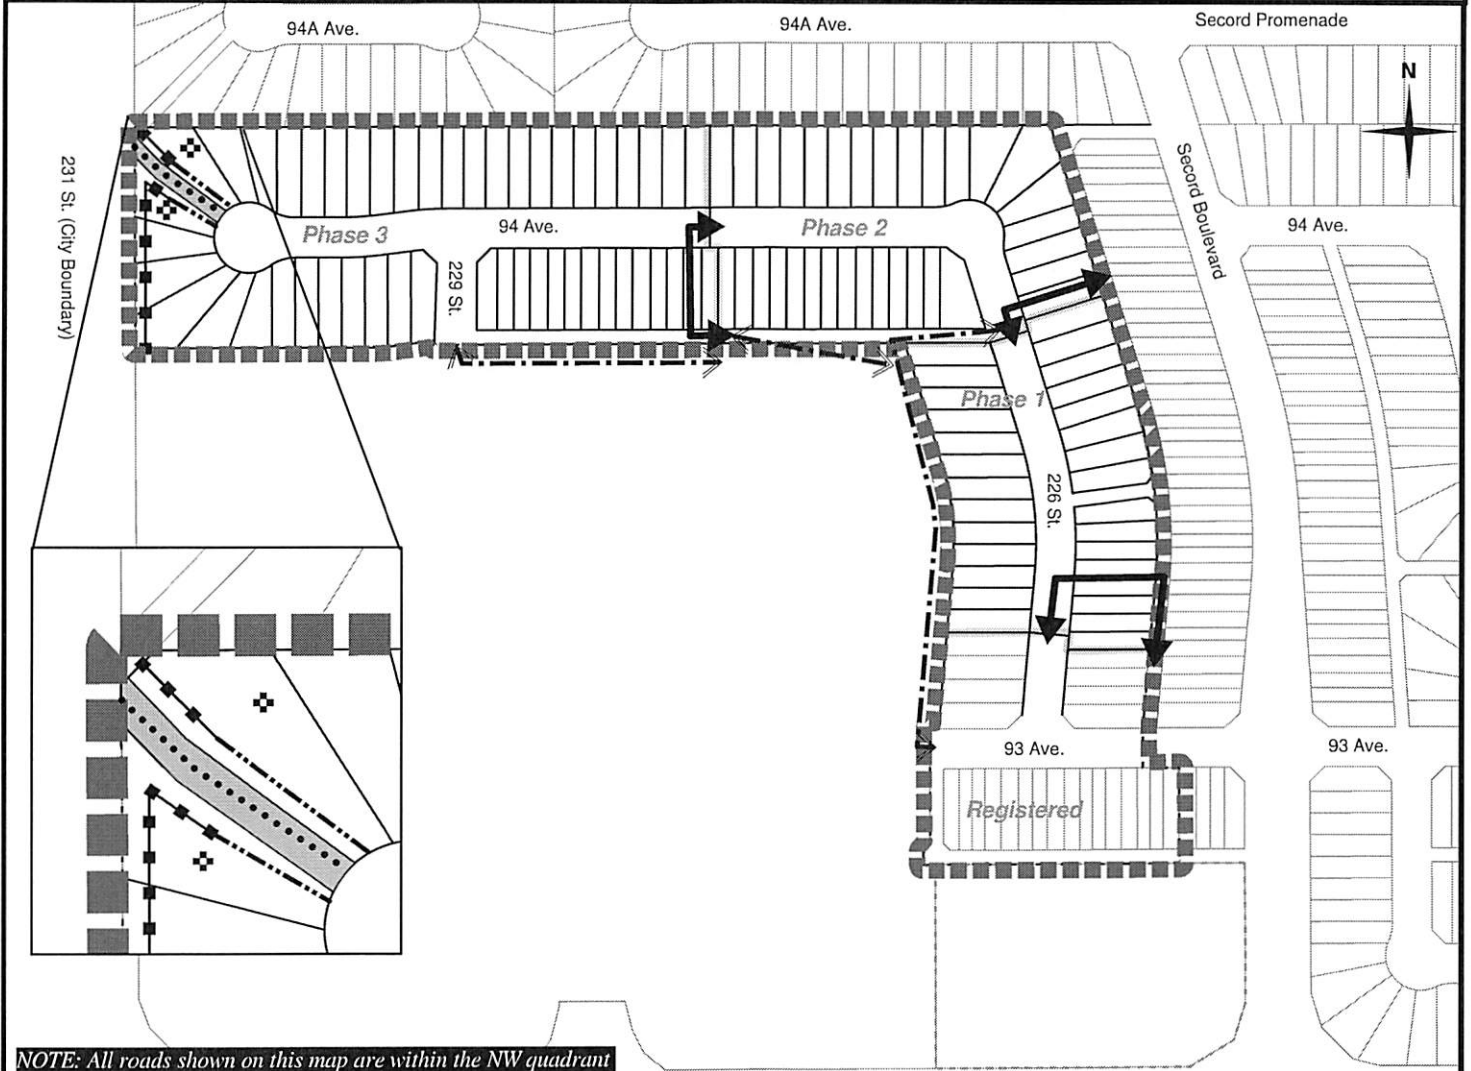 94A Ave.
94A Ave.
Secord Promenade
N
231 St. (City Boundary)
Secord Boulevard
94 Ave.
Phase 3
94 Ave.
Phase 2
229 St.
Phase 1
226 St.
93 Ave.
93 Ave.
Registered
NOTE: All roads shown on this map are within the NW quadrant